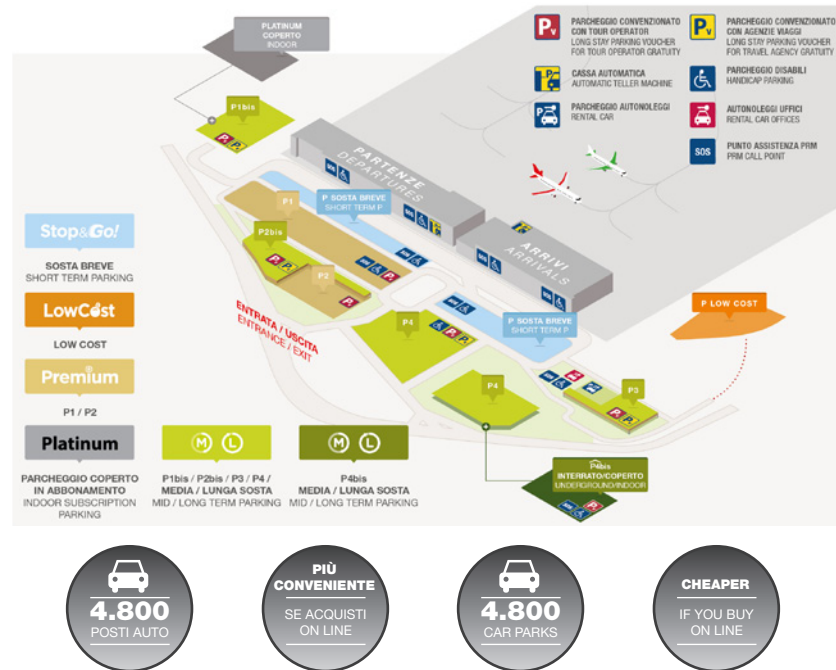 PLATINUM
COPERTO
INDOOR
Pv
PARCHEGGIO CONVENZIONATO
CON TOUR OPERATOR
LONG STAY PARKING VOUCHER
FOR TOUR OPERATOR GRATUITY
Pv
PARCHEGGIO CONVENZIONATO
CON AGENZIE VIAGGI
LONG STAY PARKING VOUCHER
FOR TRAVEL AGENCY GRATUITY
CASSA AUTOMATICA
AUTOMATIC TELLER MACHINE
PARCHEGGIO DISABILI
HANDICAP PARKING
PARCHEGGIO AUTONOLEGGI
RENTAL CAR
AUTONOLEGGI UFFICI
RENTAL CAR OFFICES
SOS
PUNTO ASSISTENZA PRM
PRM CALL POINT
P1bis
PARTENZE
DEPARTURES
P SOSTA BREVE
SHORT TERM P
P1
P2bis
P2
ARRIVI
ARRIVALS
ENTRATA / USCITA
ENTRANCE / EXIT
P4
P SOSTA BREVE
SHORT TERM P
P LOW COST
P4
P3
P4bis
INTERRATO/COPERTO
UNDERGROUND/INDOOR
Stop&Go!
SOSTA BREVE
SHORT TERM PARKING
LowCost
LOW COST
Premium
P1 / P2
Platinum
PARCHEGGIO COPERTO
IN ABBONAMENTO
INDOOR SUBSCRIPTION
PARKING
M L
P1bis / P2bis / P3 / P4 /
MEDIA / LUNGA SOSTA
MID / LONG TERM PARKING
M L
P4bis
MEDIA / LUNGA SOSTA
MID / LONG TERM PARKING
4.800
POSTI AUTO
PIÙ
CONVENIENTE
SE ACQUISTI
ON LINE
4.800
CAR PARKS
CHEAPER
IF YOU BUY
ON LINE